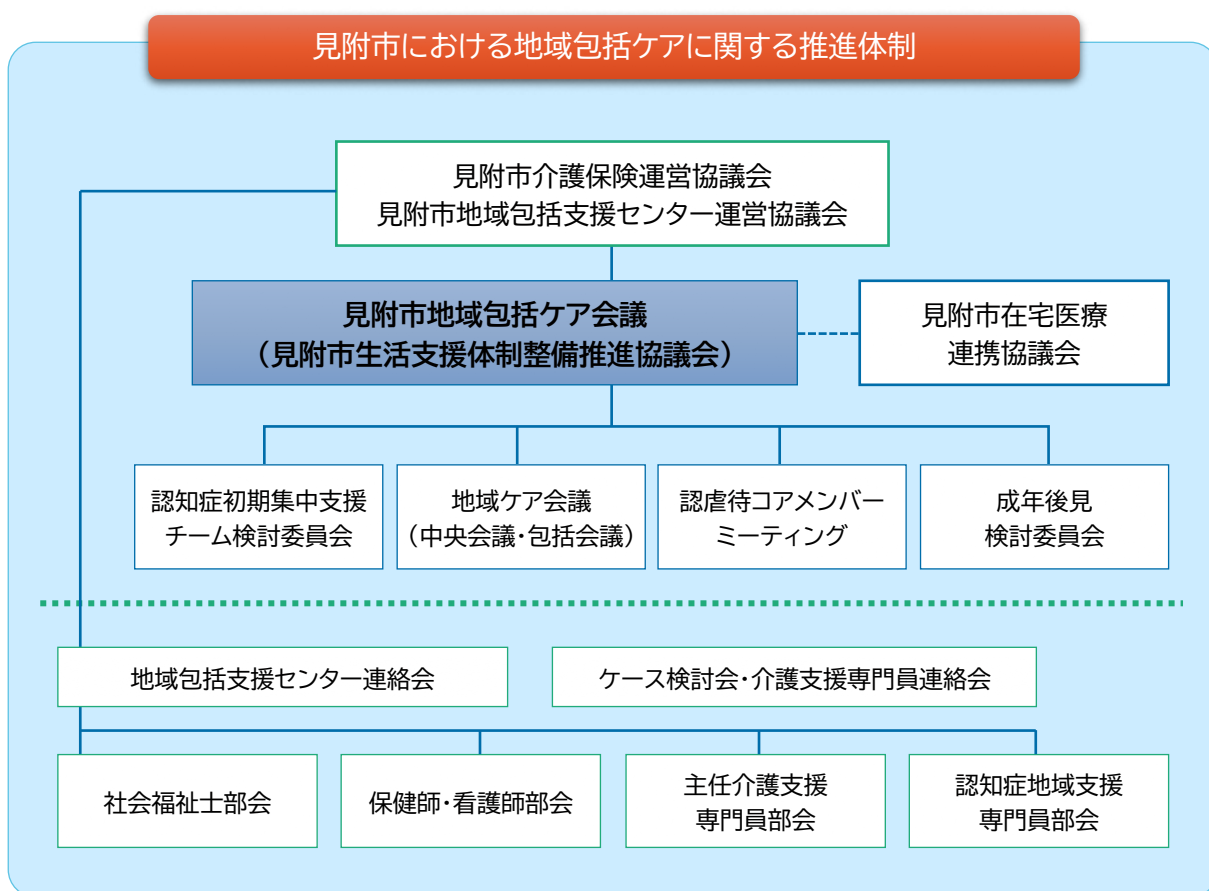 見附市における地域包括ケアに関する推進体制
見附市介護保険運営協議会
見附市地域包括支援センター運営協議会
見附市地域包括ケア会議
（見附市生活支援体制整備推進協議会）
見附市在宅医療
連携協議会
認知症初期集中支援
チーム検討委員会
地域ケア会議
（中央会議・包括会議）
認虐待コアメンバー
ミーティング
成年後見
検討委員会
地域包括支援センター連絡会
ケース検討会・介護支援専門員連絡会
社会福祉士部会
保健師・看護師部会
主任介護支援
専門員部会
認知症地域支援
専門員部会